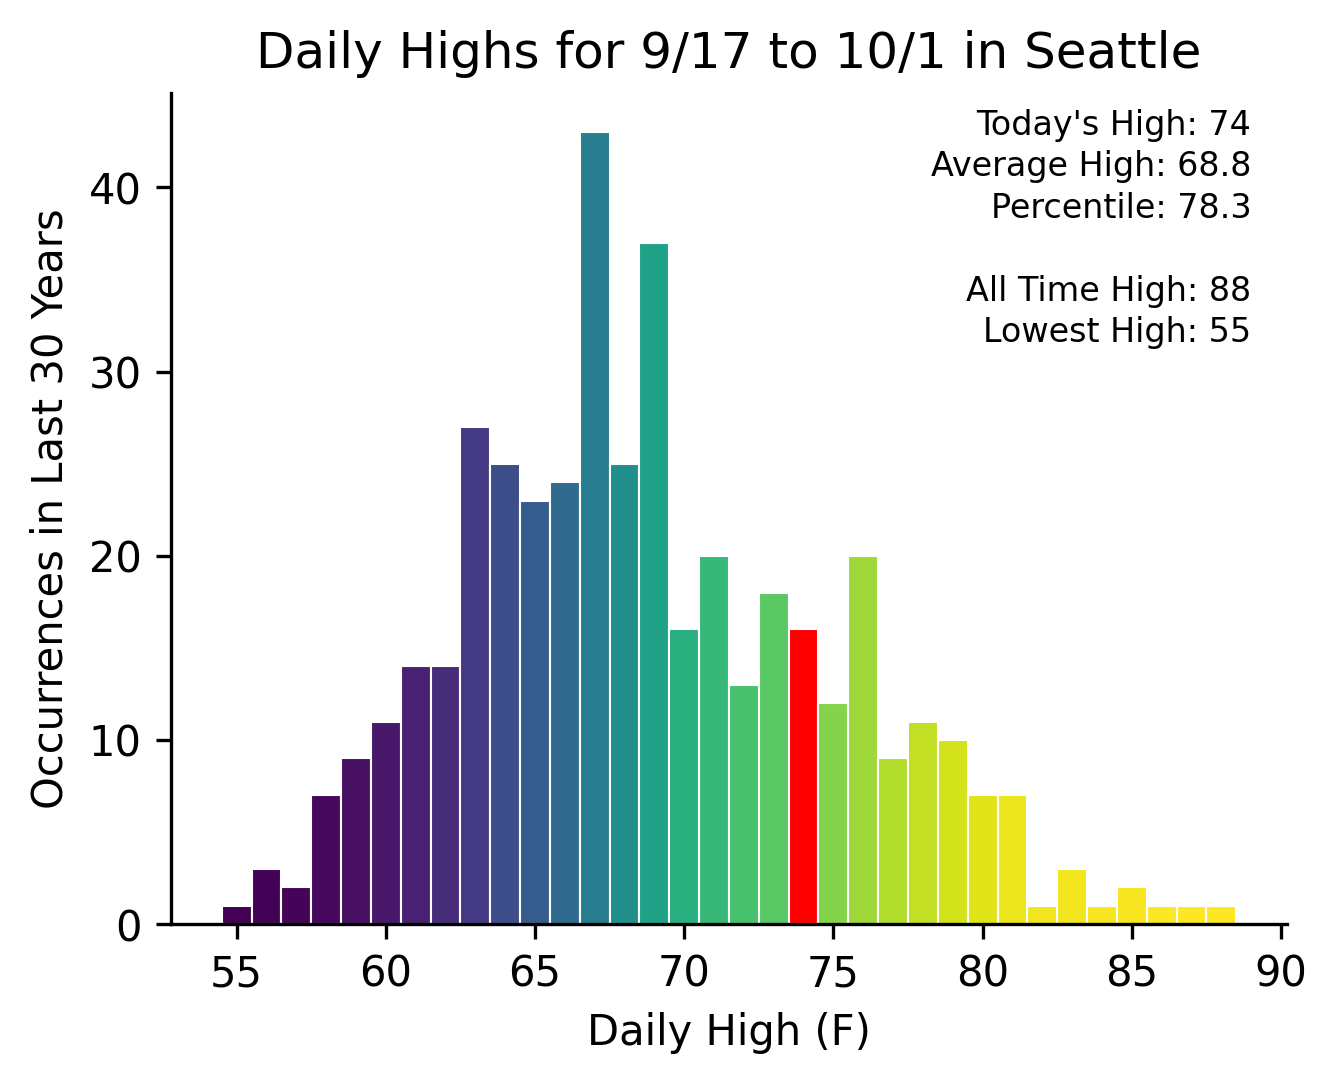 Daily Highs for 9/17 to 10/1 in Seattle
Today's High: 74
Average High: 68.8
Percentile: 78.3
All Time High: 88
Lowest High: 55
Occurrences in Last 30 Years
40
30
20
10
0
55 60 65 70 75 80 85 90
Daily High (F)